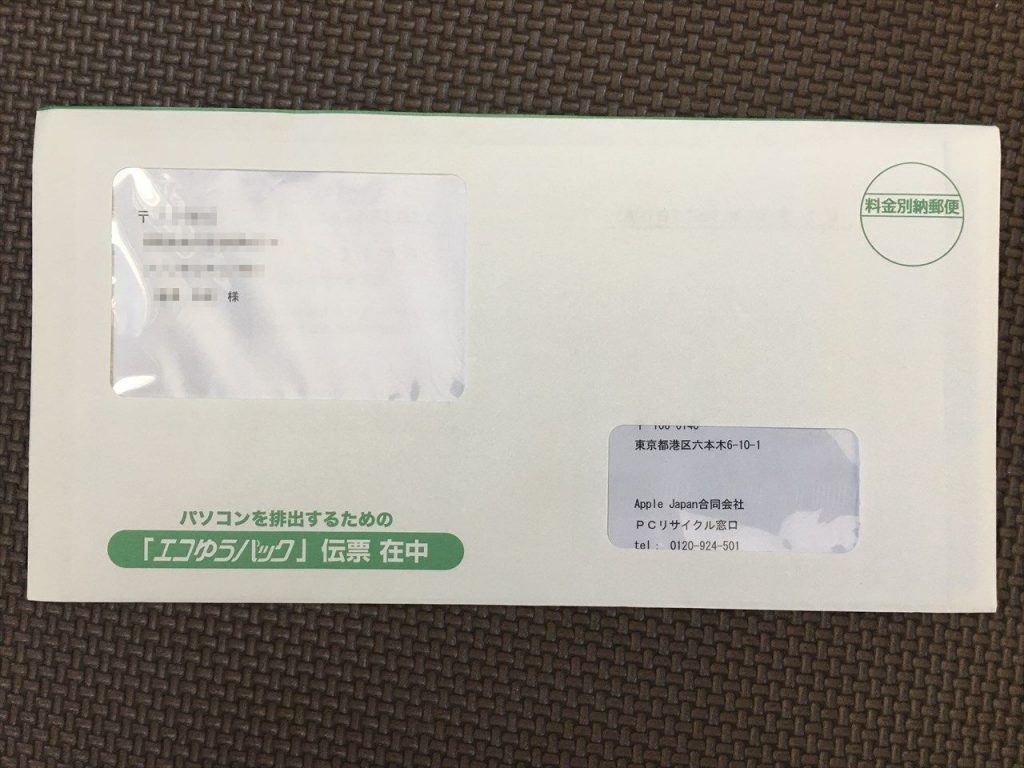 〒
様
料金別納郵便
東京都港区六本木6-10-1
Apple Japan合同会社
ＰＣリサイクル窓口
tel： 0120-924-501
パソコンを排出するための
「エコゆうパック」伝票 在中